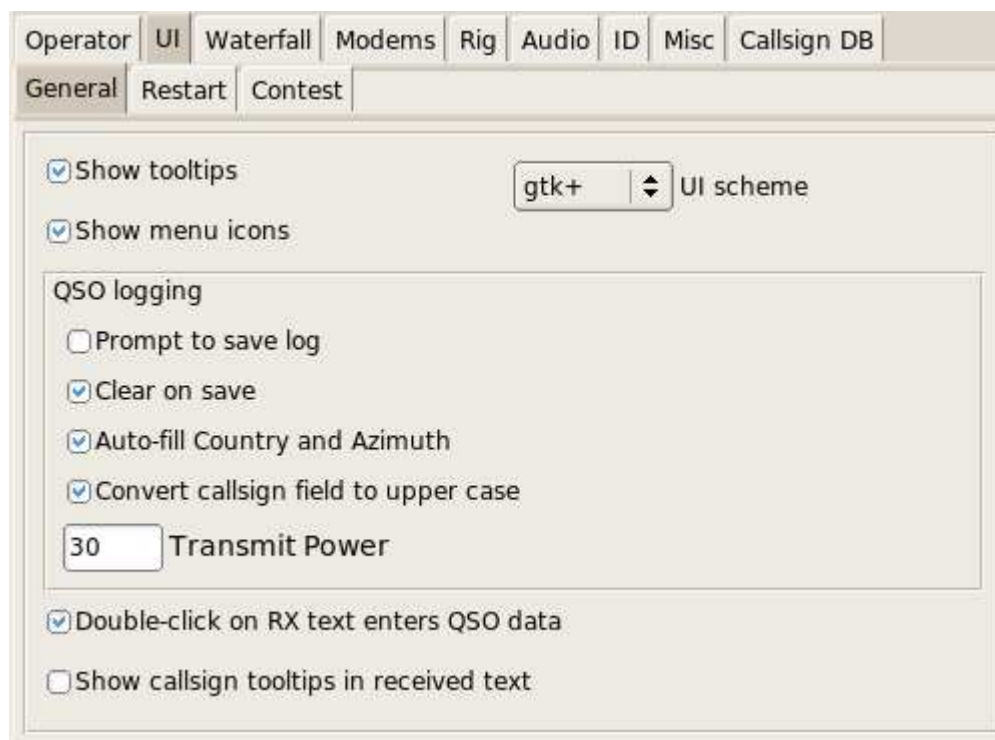 Operator UI Waterfall Modems Rig Audio ID Misc Callsign DB
General Restart Contest
Show tooltips
gtk+ UI scheme
Show menu icons
QSO logging
Prompt to save log
Clear on save
Auto-fill Country and Azimuth
Convert callsign field to upper case
30 Transmit Power
Double-click on RX text enters QSO data
Show callsign tooltips in received text